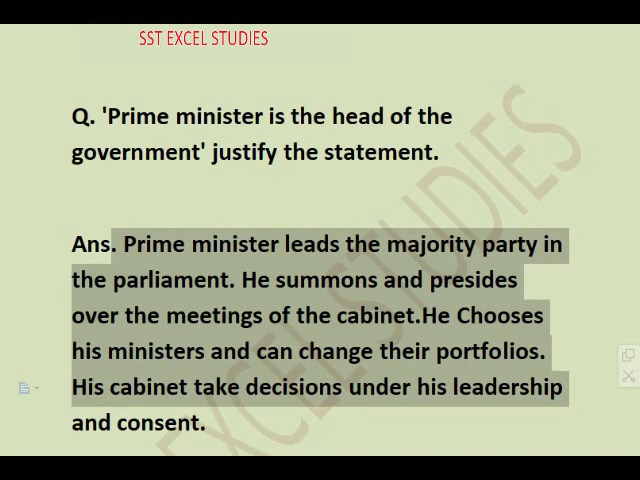 SST EXCEL STUDIES
Q. 'Prime minister is the head of the
government' justify the statement.
Ans. Prime minister leads the majority party in
the parliament. He summons and presides
over the meetings of the cabinet.He Chooses
his ministers and can change their portfolios.
His cabinet take decisions under his leadership
and consent.
EXCEL STUDIES